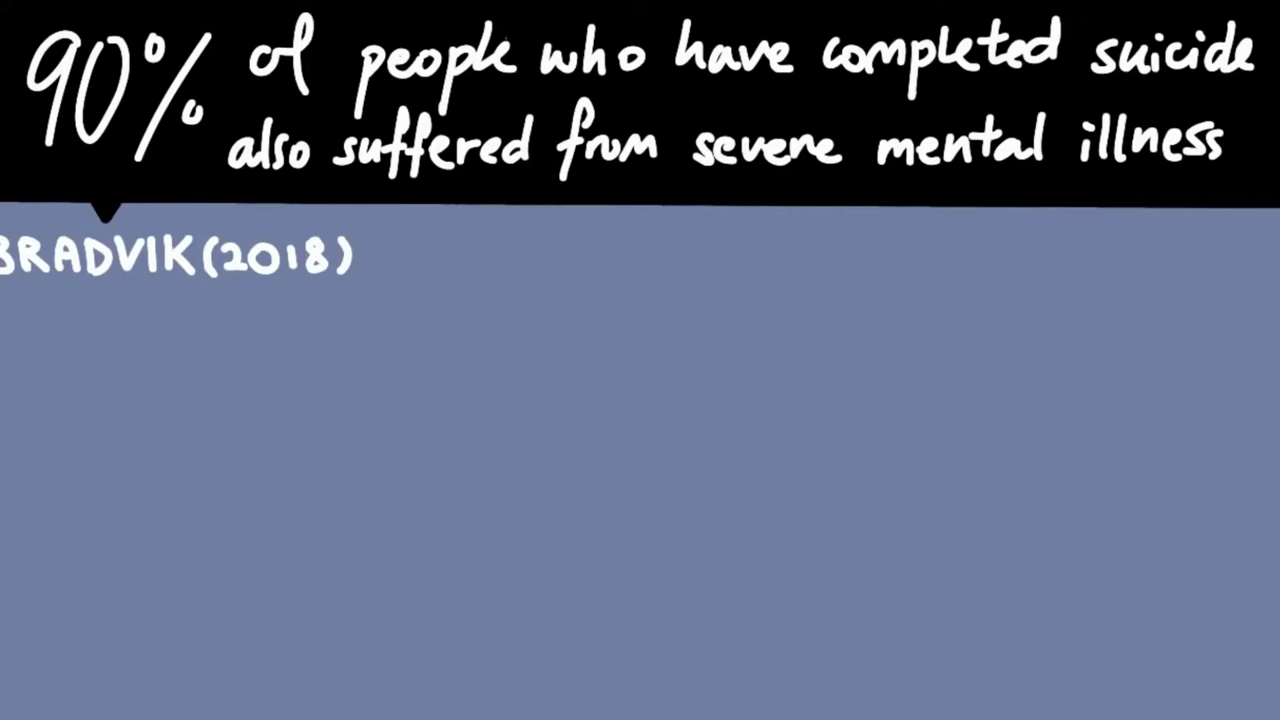 90% of people who have completed suicide
also suffered from severe mental illness
BRADVIK(2018)